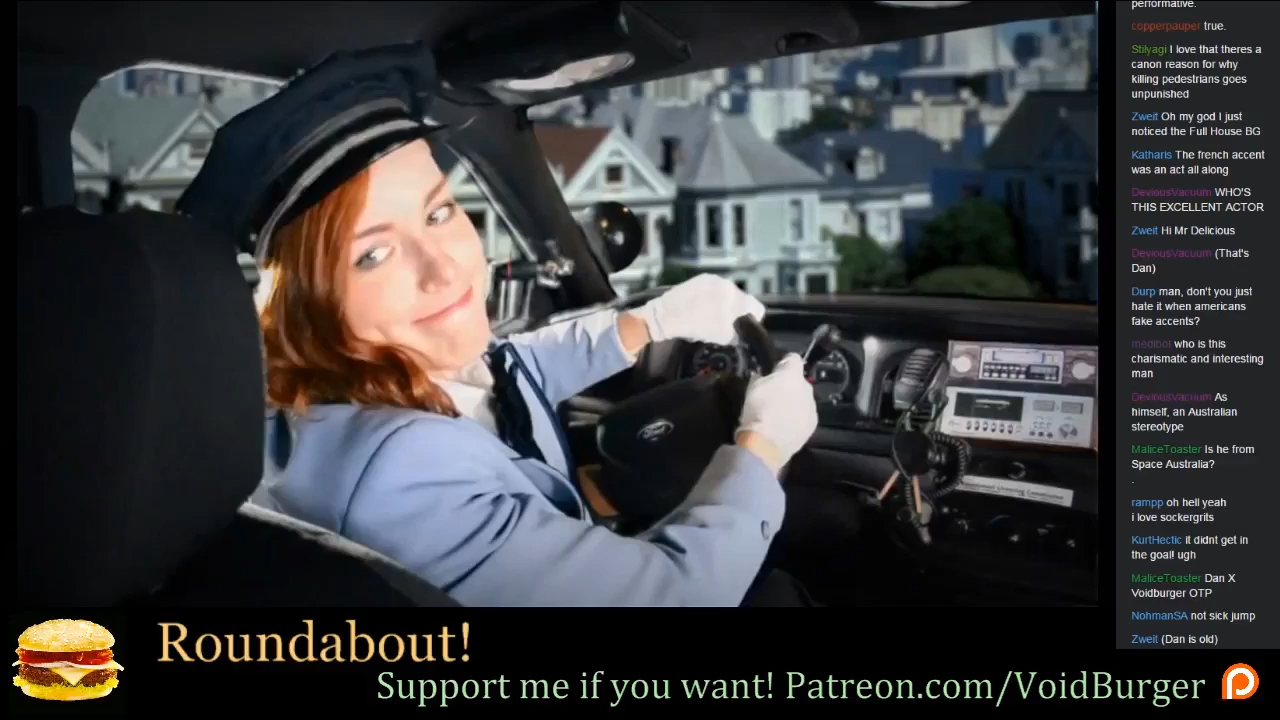 performative.
copperpauper true.
Stilyagi I love that theres a
canon reason for why
killing pedestrians goes
unpunished
Zweit Oh my god I just
noticed the Full House BG
Katharis The french accent
was an act all along
DeviousVacuum WHO'S
THIS EXCELLENT ACTOR
Zweit Hi Mr Delicious
DeviousVacuum (That's
Dan)
Durp man, don't you just
hate it when americans
fake accents?
medibot who is this
charismatic and interesting
man
DeviousVacuum As
himself, an Australian
stereotype
MaliceToaster Is he from
Space Australia?
.
rampp oh hell yeah
i love sockergrits
KurtHectic it didnt get in
the goal! ugh
MaliceToaster Dan X
Voidburger OTP
NohmanSA not sick jump
Zweit (Dan is old)
Ford
Roundabout!
Support me if you want! Patreon.com/VoidBurger